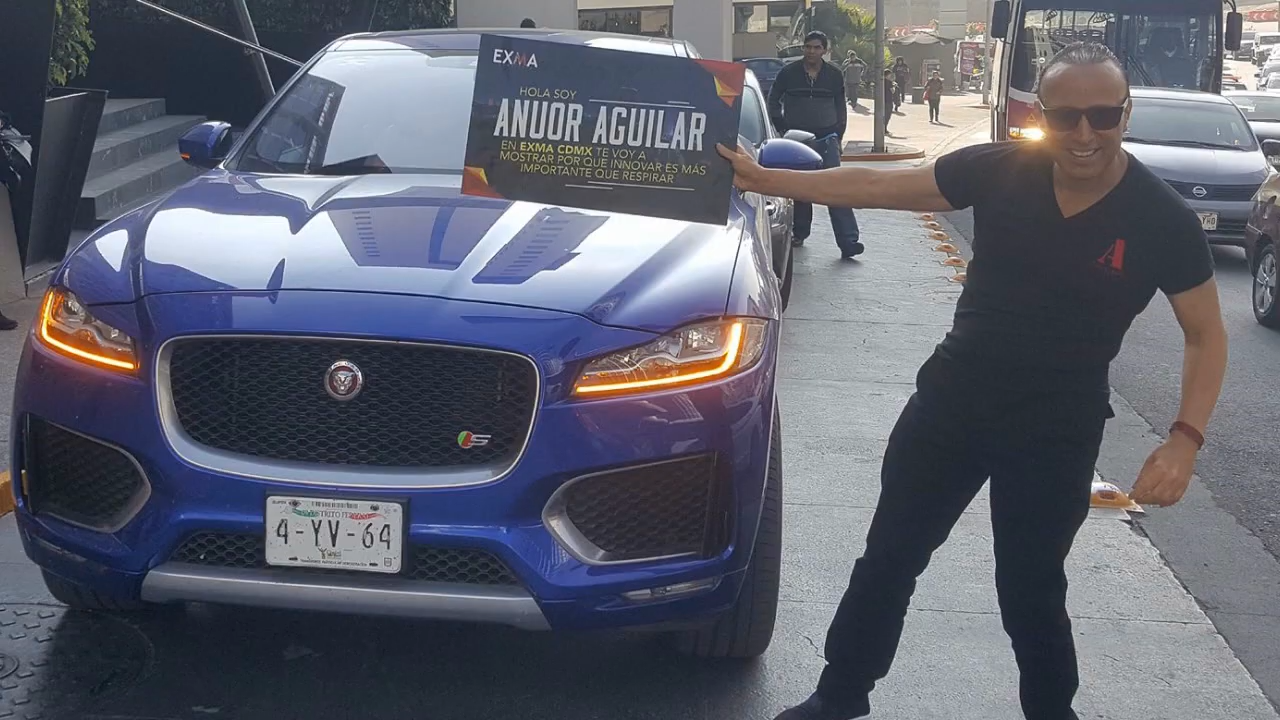 EXMA
HOLA SOY
ANUOR AGUILAR
EN EXMA CDMX TE VOY A
MOSTRAR POR QUE INNOVAR ES MÁS
IMPORTANTE QUE RESPIRAR
A
S
4-YV-64